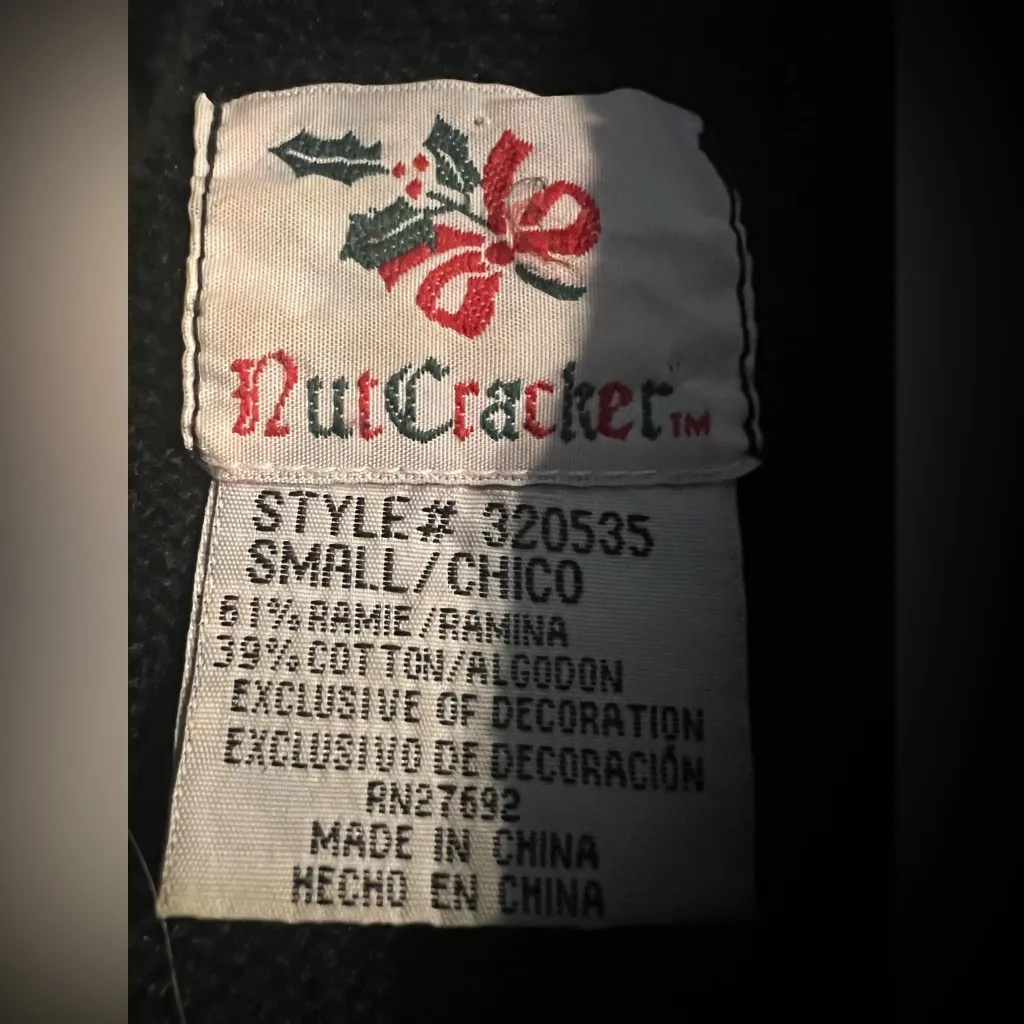 NutCracker™
STYLE# 320535
SMALL/CHICO
61% RAMIE/RAMINA
39% COTTON/ALGODON
EXCLUSIVE OF DECORATION
EXCLUSIVO DE DECORACIÓN
RN27692
MADE IN CHINA
HECHO EN CHINA